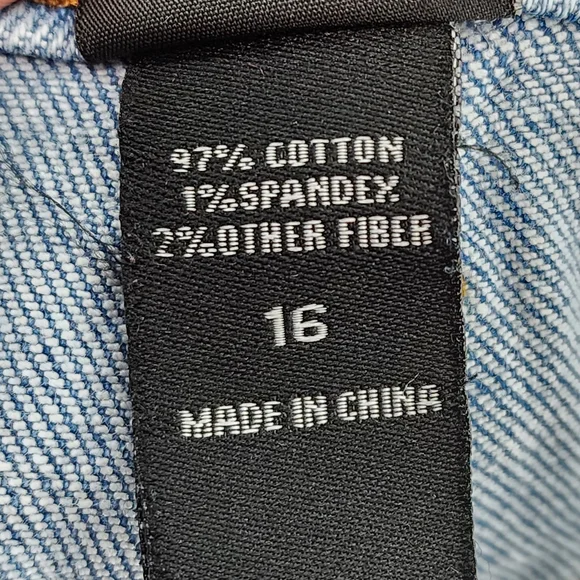 97% COTTON
1%SPANDEX
2%OTHER FIBER
16
MADE IN CHINA